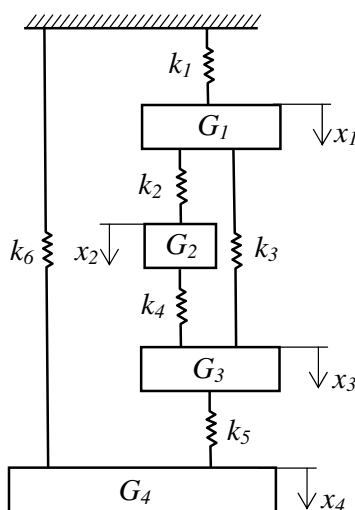 k₁
G₁
x₁
k₂
x₂
G₂
k₆
k₃
k₄
G₃
x₃
k₅
G₄
x₄